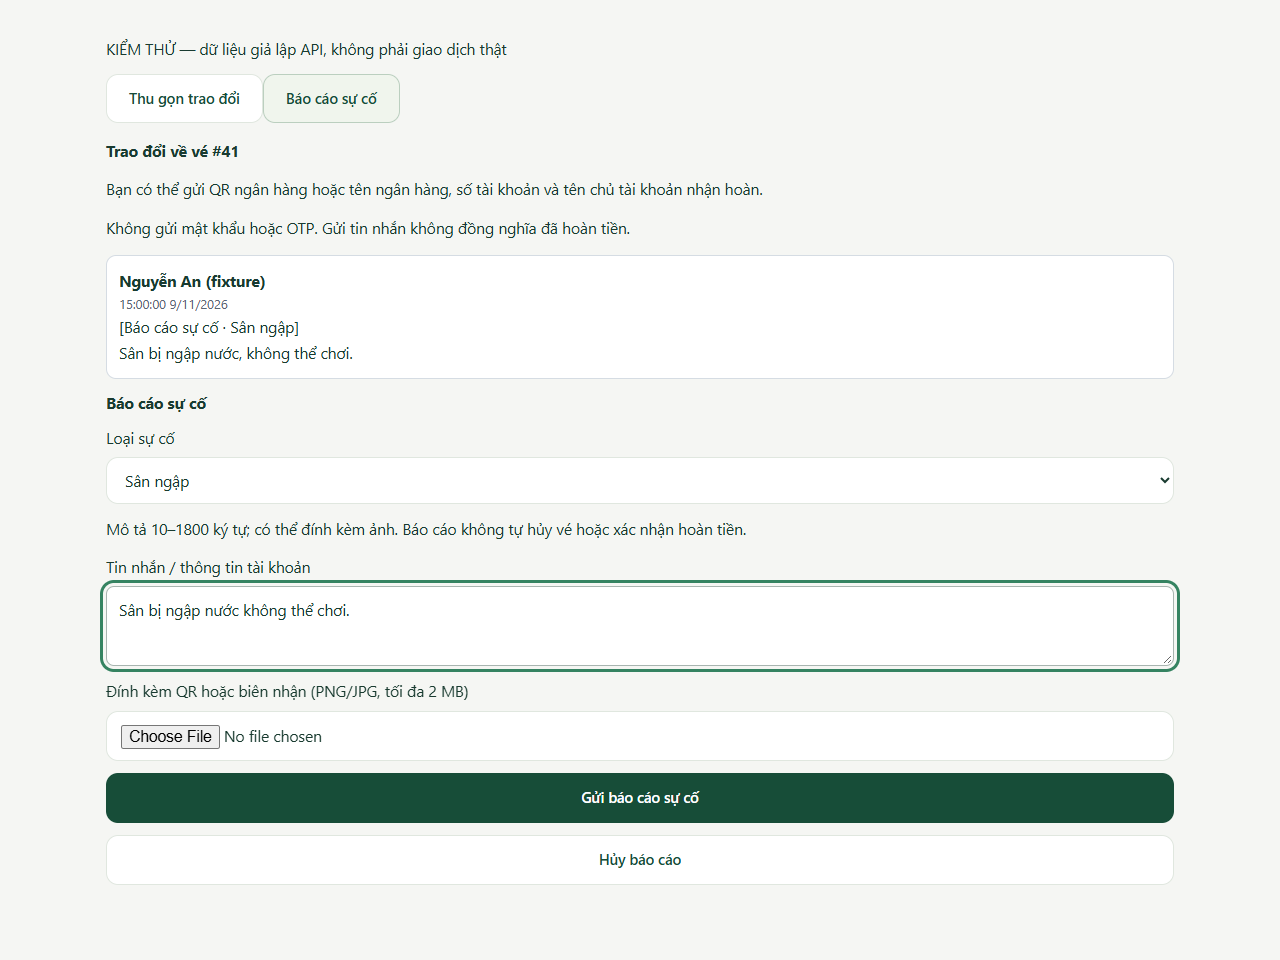 KIỂM THỬ — dữ liệu giả lập API, không phải giao dịch thật
Thu gọn trao đổi
Báo cáo sự cố
Trao đổi về vé #41
Bạn có thể gửi QR ngân hàng hoặc tên ngân hàng, số tài khoản và tên chủ tài khoản nhận hoàn.
Không gửi mật khẩu hoặc OTP. Gửi tin nhắn không đồng nghĩa đã hoàn tiền.
Nguyễn An (fixture)
15:00:00 9/11/2026
[Báo cáo sự cố · Sân ngập]
Sân bị ngập nước, không thể chơi.
Báo cáo sự cố
Loại sự cố
Sân ngập
Mô tả 10–1800 ký tự; có thể đính kèm ảnh. Báo cáo không tự hủy vé hoặc xác nhận hoàn tiền.
Tin nhắn / thông tin tài khoản
Sân bị ngập nước không thể chơi.
Đính kèm QR hoặc biên nhận (PNG/JPG, tối đa 2 MB)
Choose File No file chosen
Gửi báo cáo sự cố
Hủy báo cáo